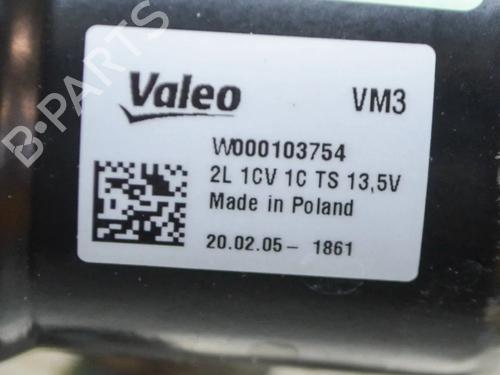 B-PARTS
Valeo VM3
W000103754
2L 1CV 1C TS 13,5V
Made in Poland
20.02.05- 1861